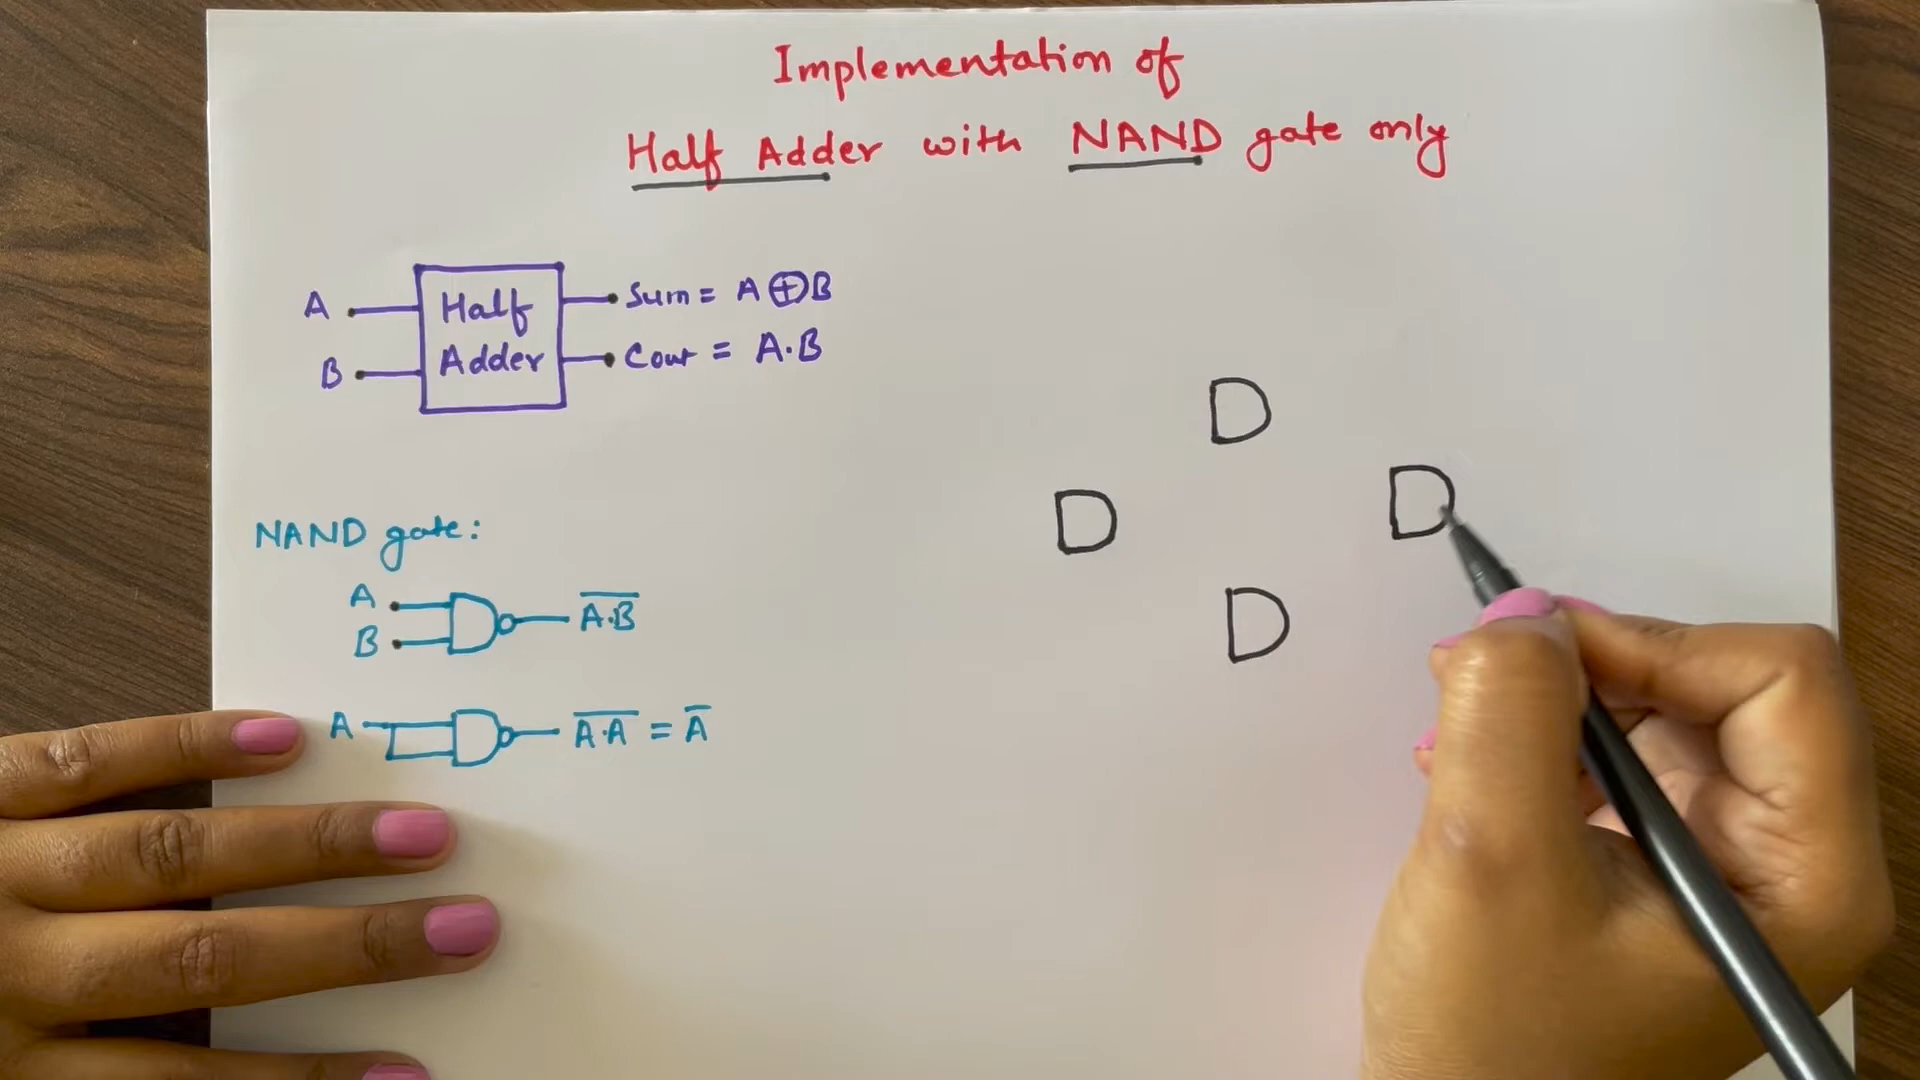 Implementation of
Half Adder with NAND gate only
A
B
Half
Adder
Sum = A⊕B
Cout = A.B
NAND gate:
A
B
A̅.̅B̅
A
A̅.̅A̅ = A̅